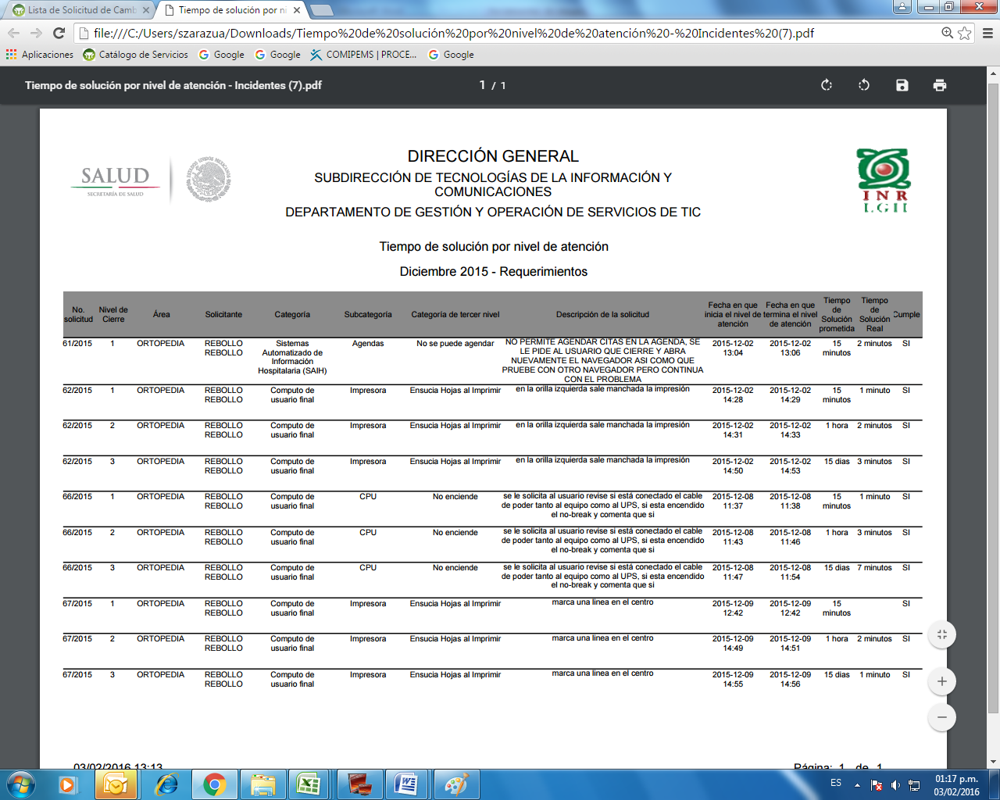 Lista de Solicitud de Camb
Tiempo de solución por ni
file:///C:/Users/szarazua/Downloads/Tiempo%20de%20solución%20por%20nivel%20de%20atención%20-%20Incidentes%20(7).pdf
Aplicaciones Catálogo de Servicios Google Google COMIPEMS | PROCE... Google
Tiempo de solución por nivel de atención - Incidentes (7).pdf 1 / 1
SALUD
SECRETARÍA DE SALUD
ESTADOS UNIDOS MEXICANOS
DIRECCIÓN GENERAL
SUBDIRECCIÓN DE TECNOLOGÍAS DE LA INFORMACIÓN Y
COMUNICACIONES
DEPARTAMENTO DE GESTIÓN Y OPERACIÓN DE SERVICIOS DE TIC
INR
LGII
Tiempo de solución por nivel de atención
Diciembre 2015 - Requerimientos
No. solicitud Nivel de Cierre Área Solicitante Categoría Subcategoría Categoría de tercer nivel Descripción de la solicitud Fecha en que inicia el nivel de atención Fecha en que termina el nivel de atención Tiempo de Solución prometida Tiempo de Solución Real Cumple
61/2015 1 ORTOPEDIA REBOLLO REBOLLO Sistemas Automatizado de Información Hospitalaria (SAIH) Agendas No se puede agendar NO PERMITE AGENDAR CITAS EN LA AGENDA, SE LE PIDE AL USUARIO QUE CIERRE Y ABRA NUEVAMENTE EL NAVEGADOR ASI COMO QUE PRUEBE CON OTRO NAVEGADOR PERO CONTINUA CON EL PROBLEMA 2015-12-02 13:04 2015-12-02 13:06 15 minutos 2 minutos SI
62/2015 1 ORTOPEDIA REBOLLO REBOLLO Computo de usuario final Impresora Ensucia Hojas al Imprimir en la orilla izquierda sale manchada la impresión 2015-12-02 14:28 2015-12-02 14:29 15 minutos 1 minuto SI
62/2015 2 ORTOPEDIA REBOLLO REBOLLO Computo de usuario final Impresora Ensucia Hojas al Imprimir en la orilla izquierda sale manchada la impresión 2015-12-02 14:31 2015-12-02 14:33 1 hora 2 minutos SI
62/2015 3 ORTOPEDIA REBOLLO REBOLLO Computo de usuario final Impresora Ensucia Hojas al Imprimir en la orilla izquierda sale manchada la impresión 2015-12-02 14:50 2015-12-02 14:53 15 dias 3 minutos SI
66/2015 1 ORTOPEDIA REBOLLO REBOLLO Computo de usuario final CPU No enciende se le solicita al usuario revise si está conectado el cable de poder tanto al equipo como al UPS, si esta encendido el no-break y comenta que si 2015-12-08 11:37 2015-12-08 11:38 15 minutos 1 minuto SI
66/2015 2 ORTOPEDIA REBOLLO REBOLLO Computo de usuario final CPU No enciende se le solicita al usuario revise si está conectado el cable de poder tanto al equipo como al UPS, si esta encendido el no-break y comenta que si 2015-12-08 11:43 2015-12-08 11:46 1 hora 3 minutos SI
66/2015 3 ORTOPEDIA REBOLLO REBOLLO Computo de usuario final CPU No enciende se le solicita al usuario revise si está conectado el cable de poder tanto al equipo como al UPS, si esta encendido el no-break y comenta que si 2015-12-08 11:47 2015-12-08 11:54 15 dias 7 minutos SI
67/2015 1 ORTOPEDIA REBOLLO REBOLLO Computo de usuario final Impresora Ensucia Hojas al Imprimir marca una linea en el centro 2015-12-09 12:42 2015-12-09 12:42 15 minutos SI
67/2015 2 ORTOPEDIA REBOLLO REBOLLO Computo de usuario final Impresora Ensucia Hojas al Imprimir marca una linea en el centro 2015-12-09 14:49 2015-12-09 14:51 1 hora 2 minutos SI
67/2015 3 ORTOPEDIA REBOLLO REBOLLO Computo de usuario final Impresora Ensucia Hojas al Imprimir marca una linea en el centro 2015-12-09 14:55 2015-12-09 14:56 15 dias 1 minuto SI
03/02/2016 13:13 Página: 1 de 1
ES 01:17 p.m.
03/02/2016